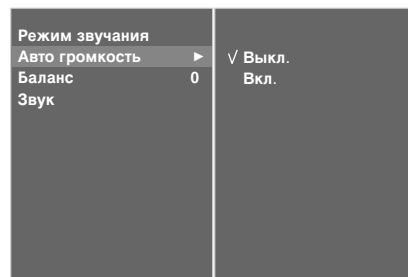 Режим звучания
Авто громкость ►
Баланс 0
Звук
√ Выкл.
Вкл.